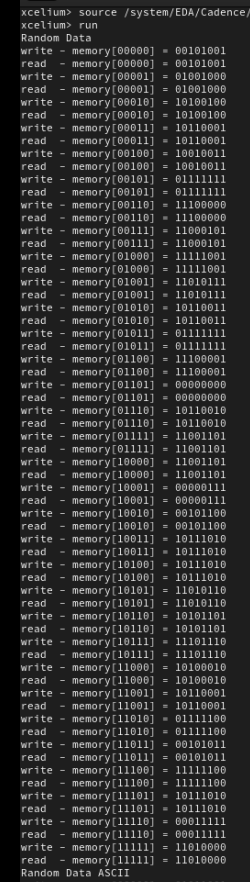 xcelium> source /system/EDA/Cadence/
xcelium> run
Random Data
write - memory[00000] = 00101001
read  - memory[00000] = 00101001
write - memory[00001] = 01001000
read  - memory[00001] = 01001000
write - memory[00010] = 10100100
read  - memory[00010] = 10100100
write - memory[00011] = 10110001
read  - memory[00011] = 10110001
write - memory[00100] = 10010011
read  - memory[00100] = 10010011
write - memory[00101] = 01111111
read  - memory[00101] = 01111111
write - memory[00110] = 11100000
read  - memory[00110] = 11100000
write - memory[00111] = 11000101
read  - memory[00111] = 11000101
write - memory[01000] = 11111001
read  - memory[01000] = 11111001
write - memory[01001] = 11010111
read  - memory[01001] = 11010111
write - memory[01010] = 10110011
read  - memory[01010] = 10110011
write - memory[01011] = 01111111
read  - memory[01011] = 01111111
write - memory[01100] = 11100001
read  - memory[01100] = 11100001
write - memory[01101] = 00000000
read  - memory[01101] = 00000000
write - memory[01110] = 10110010
read  - memory[01110] = 10110010
write - memory[01111] = 11001101
read  - memory[01111] = 11001101
write - memory[10000] = 11001101
read  - memory[10000] = 11001101
write - memory[10001] = 00000111
read  - memory[10001] = 00000111
write - memory[10010] = 00101100
read  - memory[10010] = 00101100
write - memory[10011] = 10111010
read  - memory[10011] = 10111010
write - memory[10100] = 10111010
read  - memory[10100] = 10111010
write - memory[10101] = 11010110
read  - memory[10101] = 11010110
write - memory[10110] = 10101101
read  - memory[10110] = 10101101
write - memory[10111] = 11101110
read  - memory[10111] = 11101110
write - memory[11000] = 10100010
read  - memory[11000] = 10100010
write - memory[11001] = 10110001
read  - memory[11001] = 10110001
write - memory[11010] = 01111100
read  - memory[11010] = 01111100
write - memory[11011] = 00101011
read  - memory[11011] = 00101011
write - memory[11100] = 11111100
read  - memory[11100] = 11111100
write - memory[11101] = 10111010
read  - memory[11101] = 10111010
write - memory[11110] = 00011111
read  - memory[11110] = 00011111
write - memory[11111] = 11010000
read  - memory[11111] = 11010000
Random Data ASCII